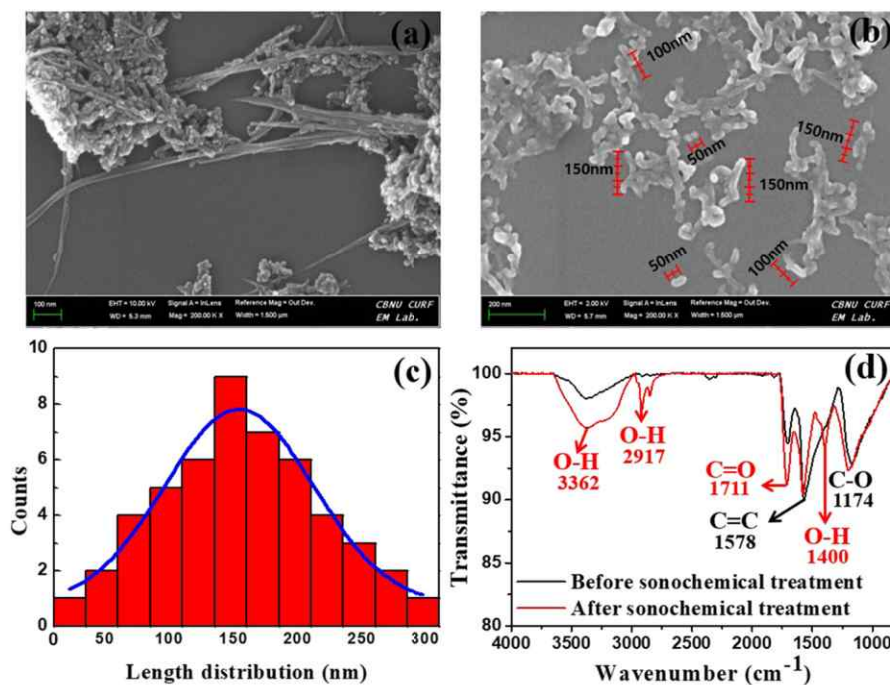 (a)
100 nm
EHT = 10.00 kV
Signal A = InLens
Reference Mag = Out Dev.
WD = 5.3 mm
Mag = 200.00 K X
Width = 1.500 µm
CBNU CURF
EM Lab.
(b)
100nm
150nm
50nm
150nm
150nm
50nm
100nm
200 nm
EHT = 2.00 kV
Signal A = InLens
Reference Mag = Out Dev.
WD = 5.7 mm
Mag = 200.00 K X
Width = 1.500 µm
CBNU CURF
EM Lab.
(c)
10
8
6
4
2
0
Counts
0 50 100 150 200 250 300
Length distribution (nm)
(d)
100
95
90
85
80
Transmittance (%)
O-H
3362
O-H
2917
C=O
1711
C-O
1174
C=C
1578
O-H
1400
Before sonochemical treatment
After sonochemical treatment
4000 3500 3000 2500 2000 1500 1000
Wavenumber (cm⁻¹)